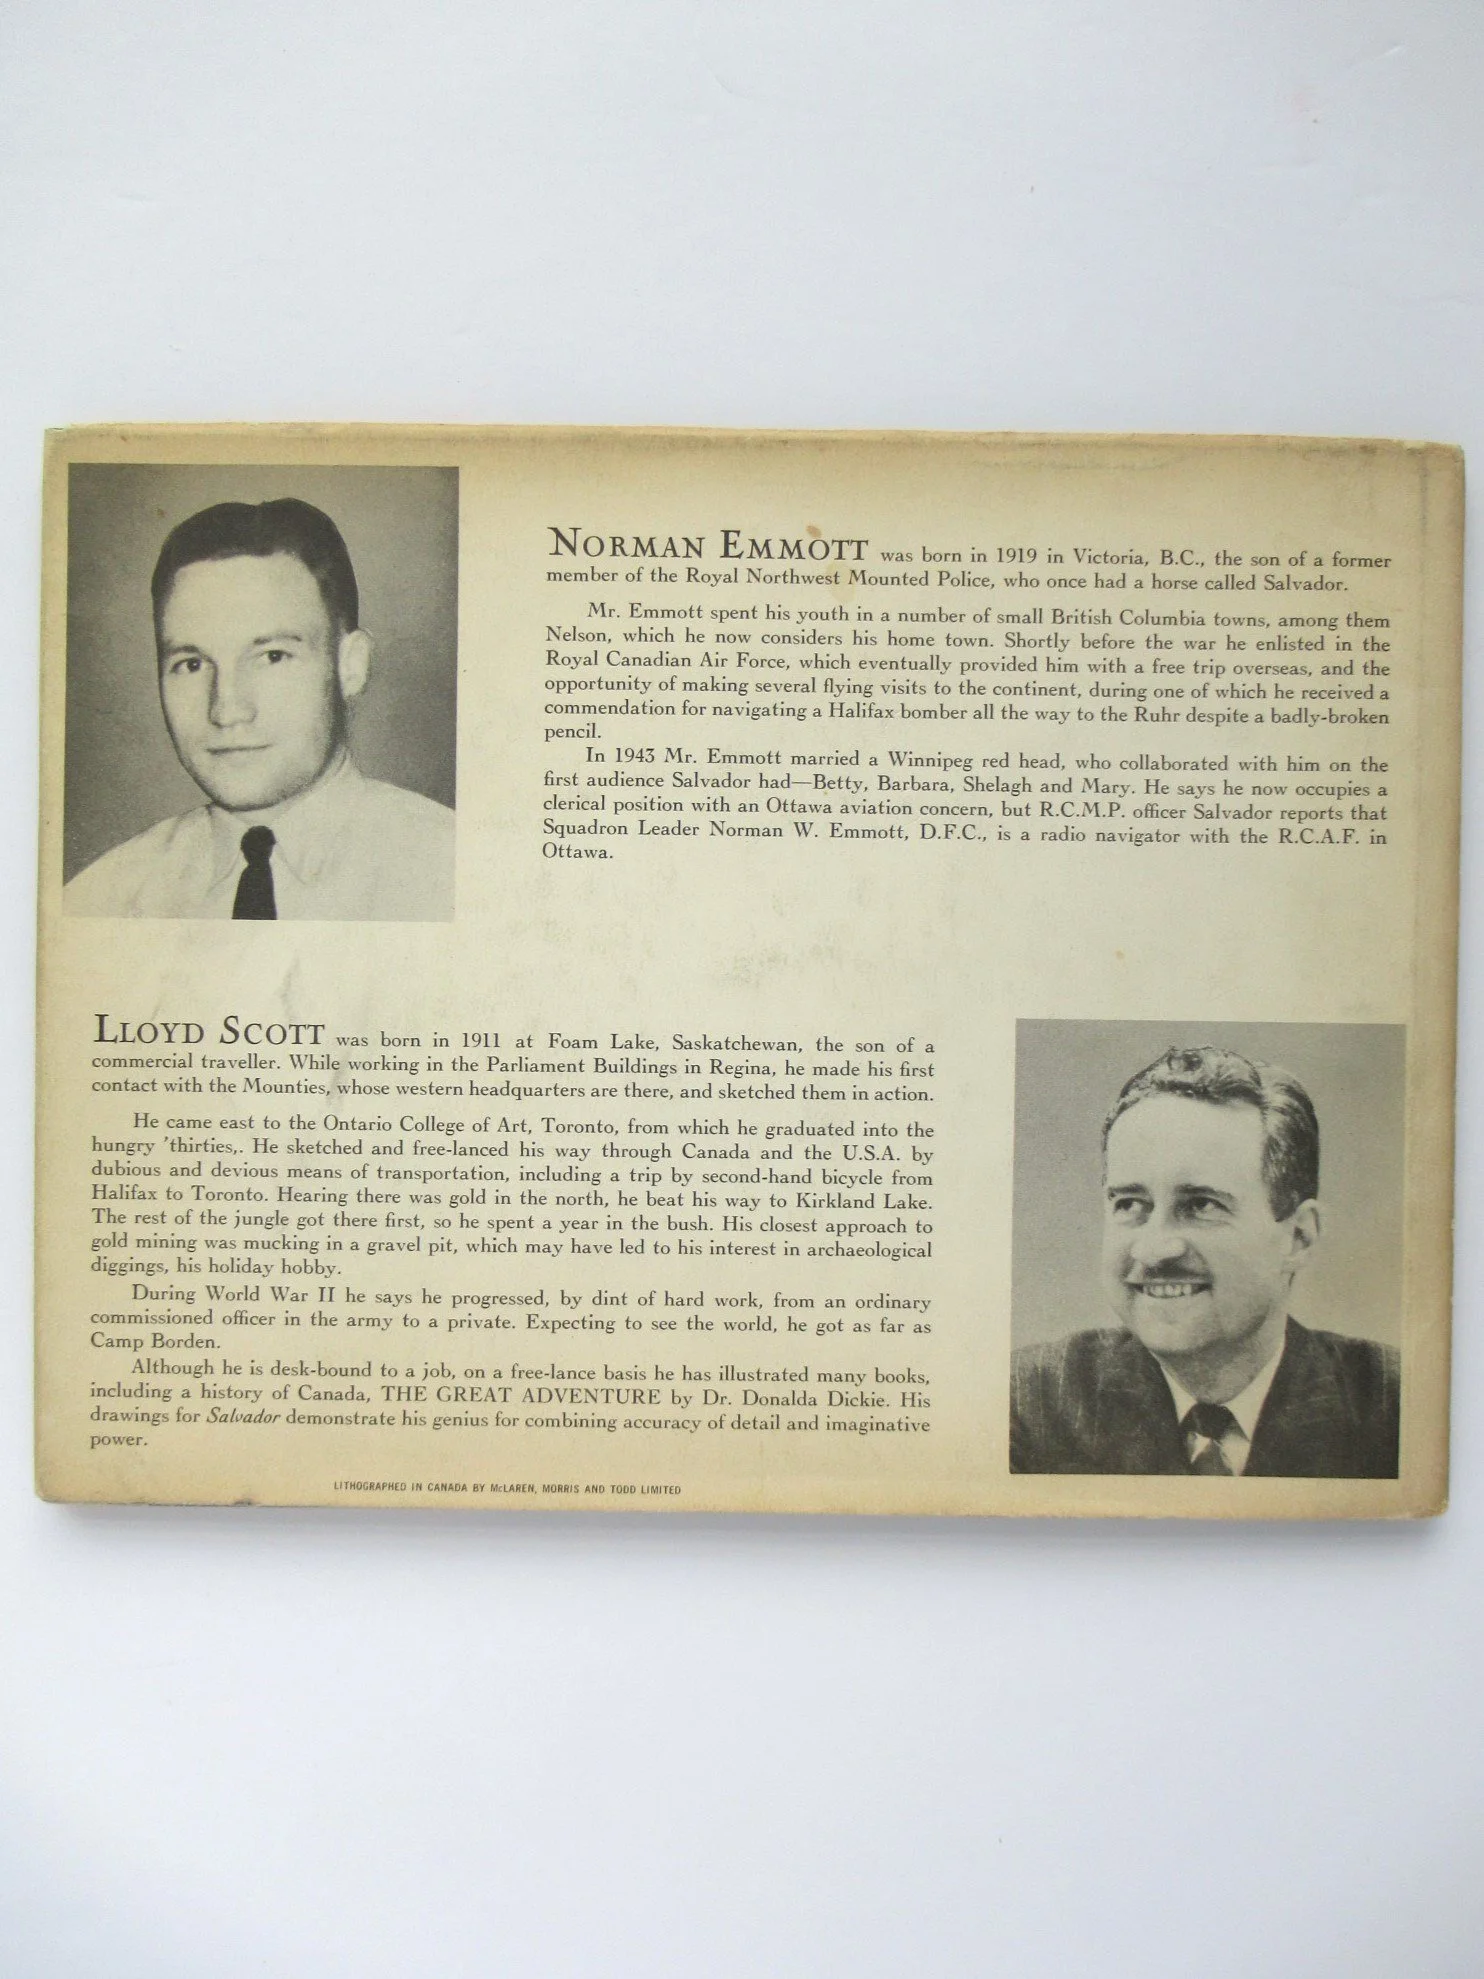 NORMAN EMMOTT was born in 1919 in Victoria, B.C., the son of a former
member of the Royal Northwest Mounted Police, who once had a horse called Salvador.
Mr. Emmott spent his youth in a number of small British Columbia towns, among them
Nelson, which he now considers his home town. Shortly before the war he enlisted in the
Royal Canadian Air Force, which eventually provided him with a free trip overseas, and the
opportunity of making several flying visits to the continent, during one of which he received a
commendation for navigating a Halifax bomber all the way to the Ruhr despite a badly-broken
pencil.
In 1943 Mr. Emmott married a Winnipeg red head, who collaborated with him on the
first audience Salvador had—Betty, Barbara, Shelagh and Mary. He says he now occupies a
clerical position with an Ottawa aviation concern, but R.C.M.P. officer Salvador reports that
Squadron Leader Norman W. Emmott, D.F.C., is a radio navigator with the R.C.A.F. in
Ottawa.
LLOYD SCOTT was born in 1911 at Foam Lake, Saskatchewan, the son of a
commercial traveller. While working in the Parliament Buildings in Regina, he made his first
contact with the Mounties, whose western headquarters are there, and sketched them in action.
He came east to the Ontario College of Art, Toronto, from which he graduated into the
hungry 'thirties,. He sketched and free-lanced his way through Canada and the U.S.A. by
dubious and devious means of transportation, including a trip by second-hand bicycle from
Halifax to Toronto. Hearing there was gold in the north, he beat his way to Kirkland Lake.
The rest of the jungle got there first, so he spent a year in the bush. His closest approach to
gold mining was mucking in a gravel pit, which may have led to his interest in archaeological
diggings, his holiday hobby.
During World War II he says he progressed, by dint of hard work, from an ordinary
commissioned officer in the army to a private. Expecting to see the world, he got as far as
Camp Borden.
Although he is desk-bound to a job, on a free-lance basis he has illustrated many books,
including a history of Canada, THE GREAT ADVENTURE by Dr. Donalda Dickie. His
drawings for Salvador demonstrate his genius for combining accuracy of detail and imaginative
power.
LITHOGRAPHED IN CANADA BY McLAREN, MORRIS AND TODD LIMITED